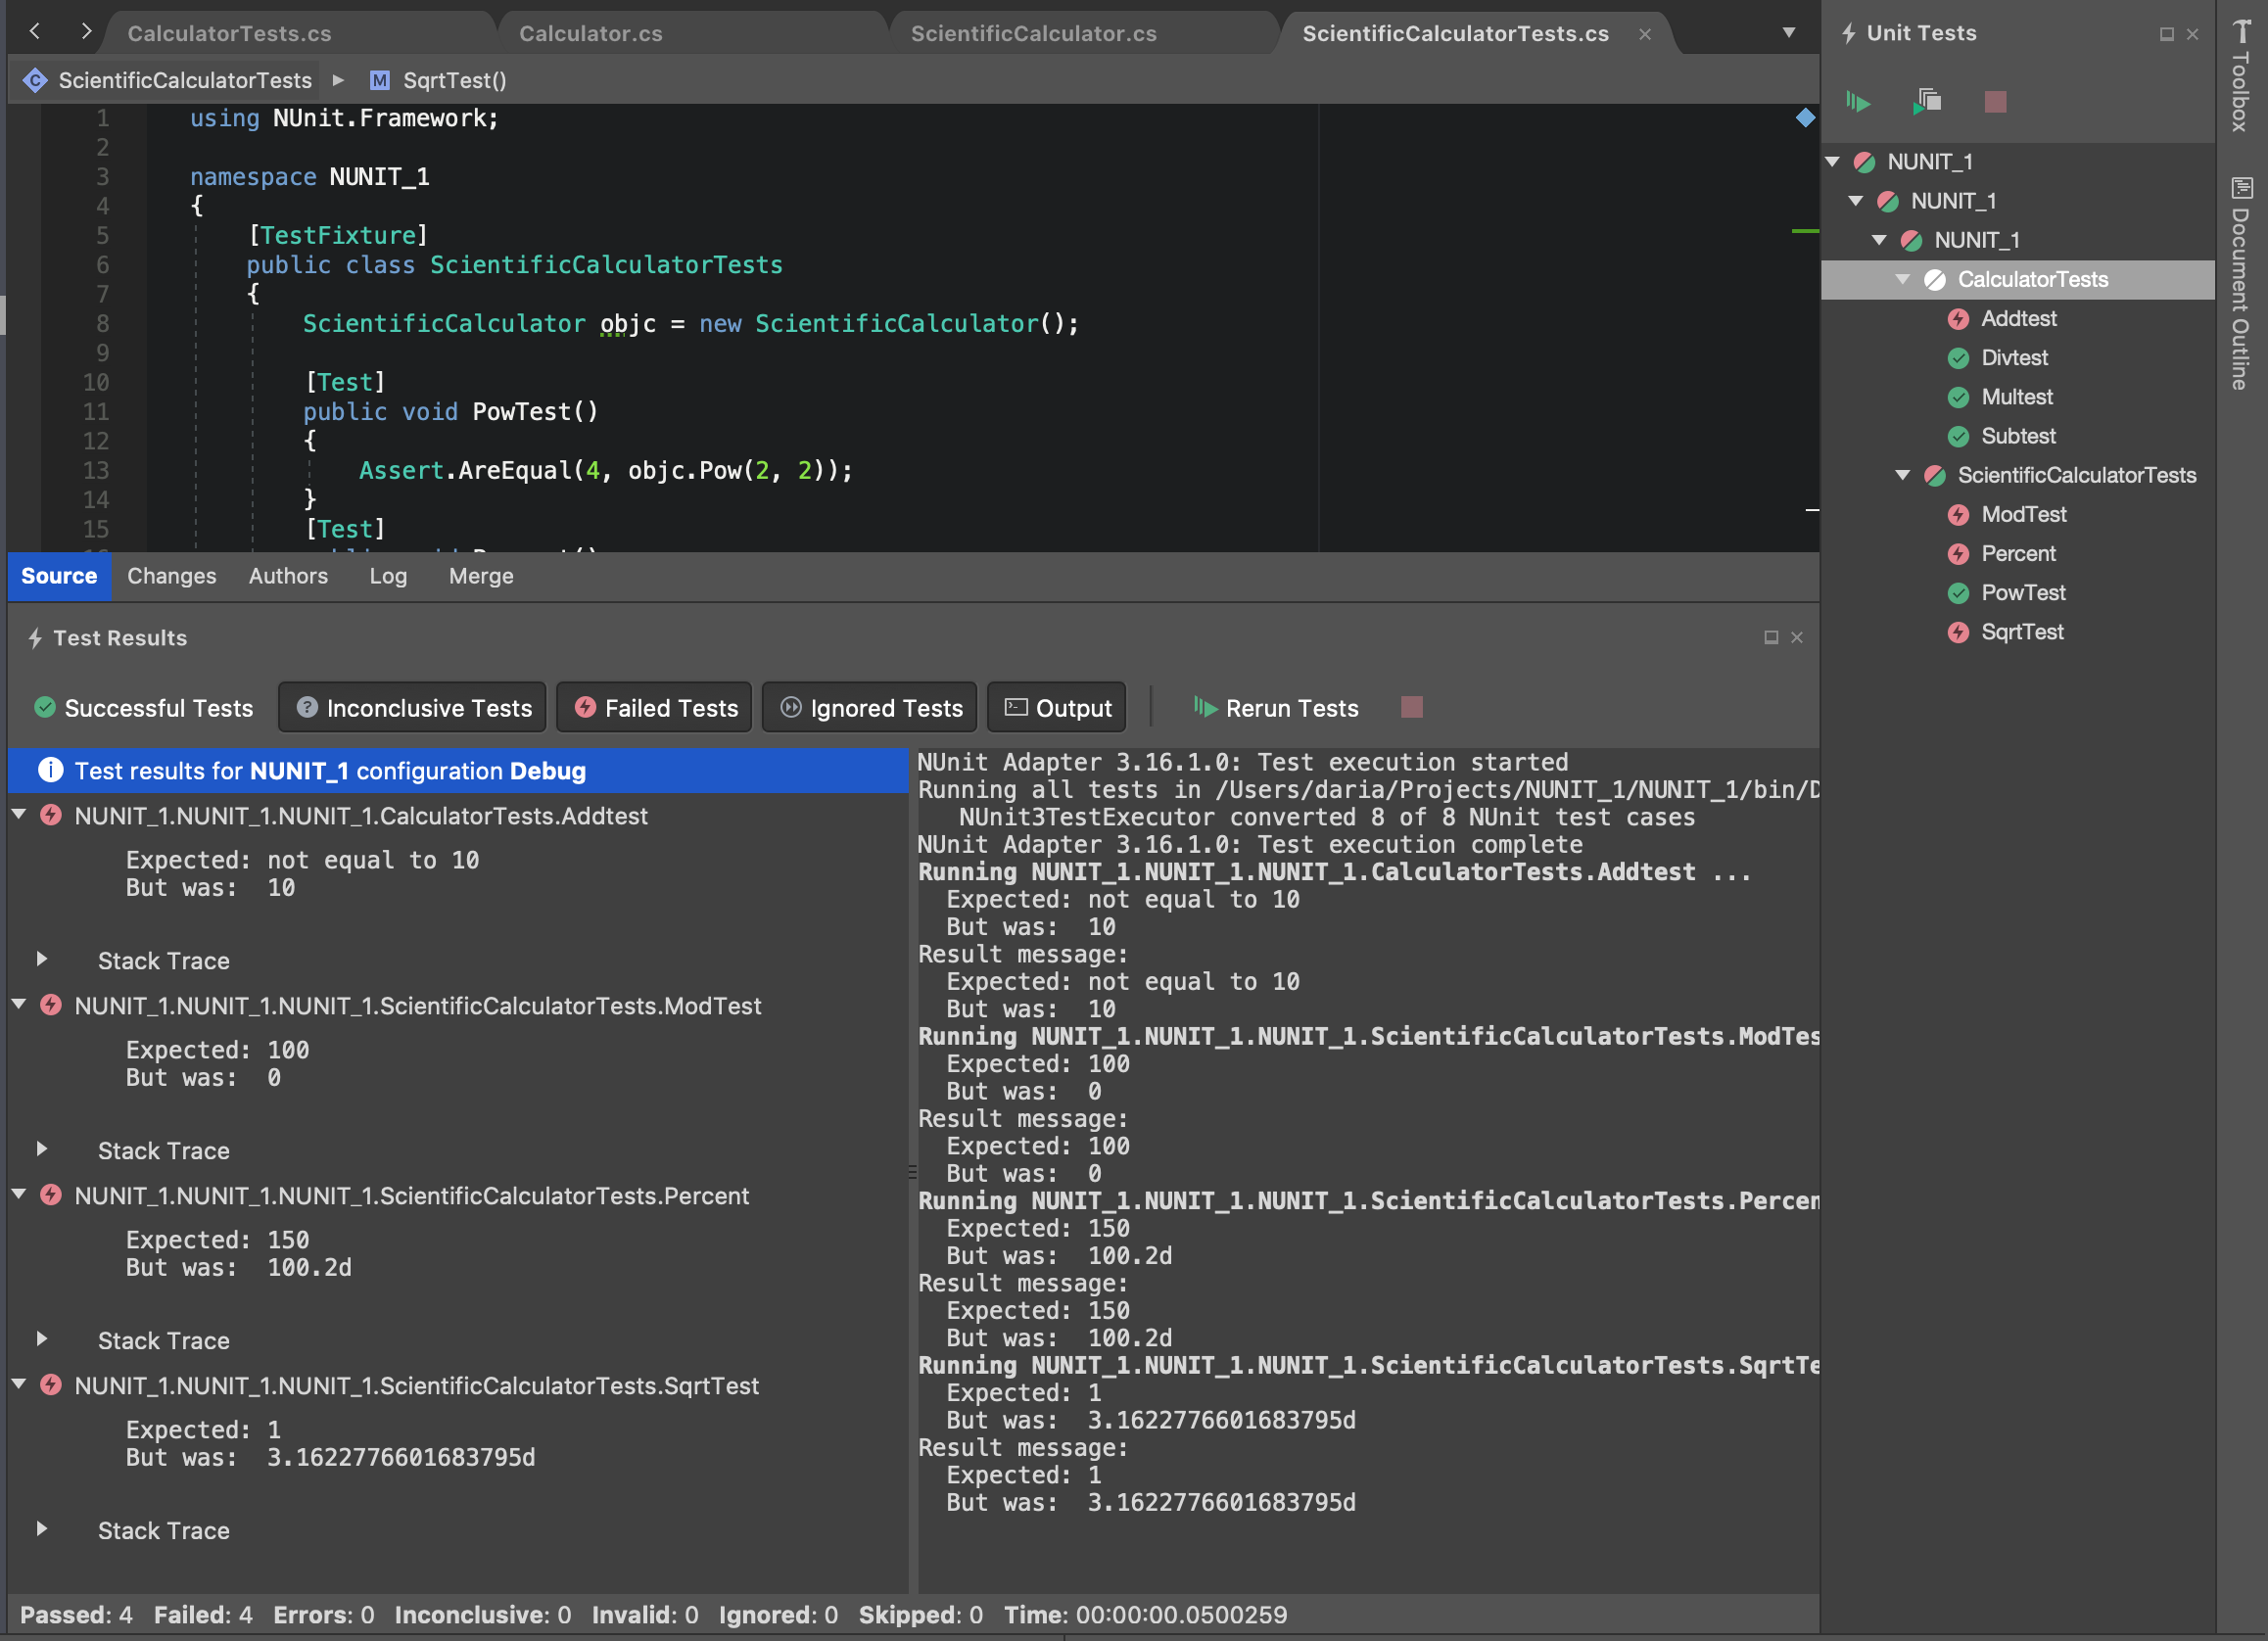 CalculatorTests.cs
Calculator.cs
ScientificCalculator.cs
ScientificCalculatorTests.cs
ScientificCalculatorTests
M SqrtTest()
1 using NUnit.Framework;
2
3 namespace NUNIT_1
4 {
5 [TestFixture]
6 public class ScientificCalculatorTests
7 {
8 ScientificCalculator objc = new ScientificCalculator();
9
10 [Test]
11 public void PowTest()
12 {
13 Assert.AreEqual(4, objc.Pow(2, 2));
14 }
15 [Test]
Source Changes Authors Log Merge
Test Results
Successful Tests
Inconclusive Tests
Failed Tests
Ignored Tests
Output
Rerun Tests
Test results for NUNIT_1 configuration Debug
NUNIT_1.NUNIT_1.NUNIT_1.CalculatorTests.Addtest
Expected: not equal to 10
But was: 10
Stack Trace
NUNIT_1.NUNIT_1.NUNIT_1.ScientificCalculatorTests.ModTest
Expected: 100
But was: 0
Stack Trace
NUNIT_1.NUNIT_1.NUNIT_1.ScientificCalculatorTests.Percent
Expected: 150
But was: 100.2d
Stack Trace
NUNIT_1.NUNIT_1.NUNIT_1.ScientificCalculatorTests.SqrtTest
Expected: 1
But was: 3.1622776601683795d
Stack Trace
NUnit Adapter 3.16.1.0: Test execution started
Running all tests in /Users/daria/Projects/NUNIT_1/NUNIT_1/bin/D
NUnit3TestExecutor converted 8 of 8 NUnit test cases
NUnit Adapter 3.16.1.0: Test execution complete
Running NUNIT_1.NUNIT_1.NUNIT_1.CalculatorTests.Addtest ...
Expected: not equal to 10
But was: 10
Result message:
Expected: not equal to 10
But was: 10
Running NUNIT_1.NUNIT_1.NUNIT_1.ScientificCalculatorTests.ModTes
Expected: 100
But was: 0
Result message:
Expected: 100
But was: 0
Running NUNIT_1.NUNIT_1.NUNIT_1.ScientificCalculatorTests.Percen
Expected: 150
But was: 100.2d
Result message:
Expected: 150
But was: 100.2d
Running NUNIT_1.NUNIT_1.NUNIT_1.ScientificCalculatorTests.SqrtTe
Expected: 1
But was: 3.1622776601683795d
Result message:
Expected: 1
But was: 3.1622776601683795d
Passed: 4 Failed: 4 Errors: 0 Inconclusive: 0 Invalid: 0 Ignored: 0 Skipped: 0 Time: 00:00:00.0500259
Unit Tests
NUNIT_1
NUNIT_1
NUNIT_1
CalculatorTests
Addtest
Divtest
Multest
Subtest
ScientificCalculatorTests
ModTest
Percent
PowTest
SqrtTest
Toolbox
Document Outline